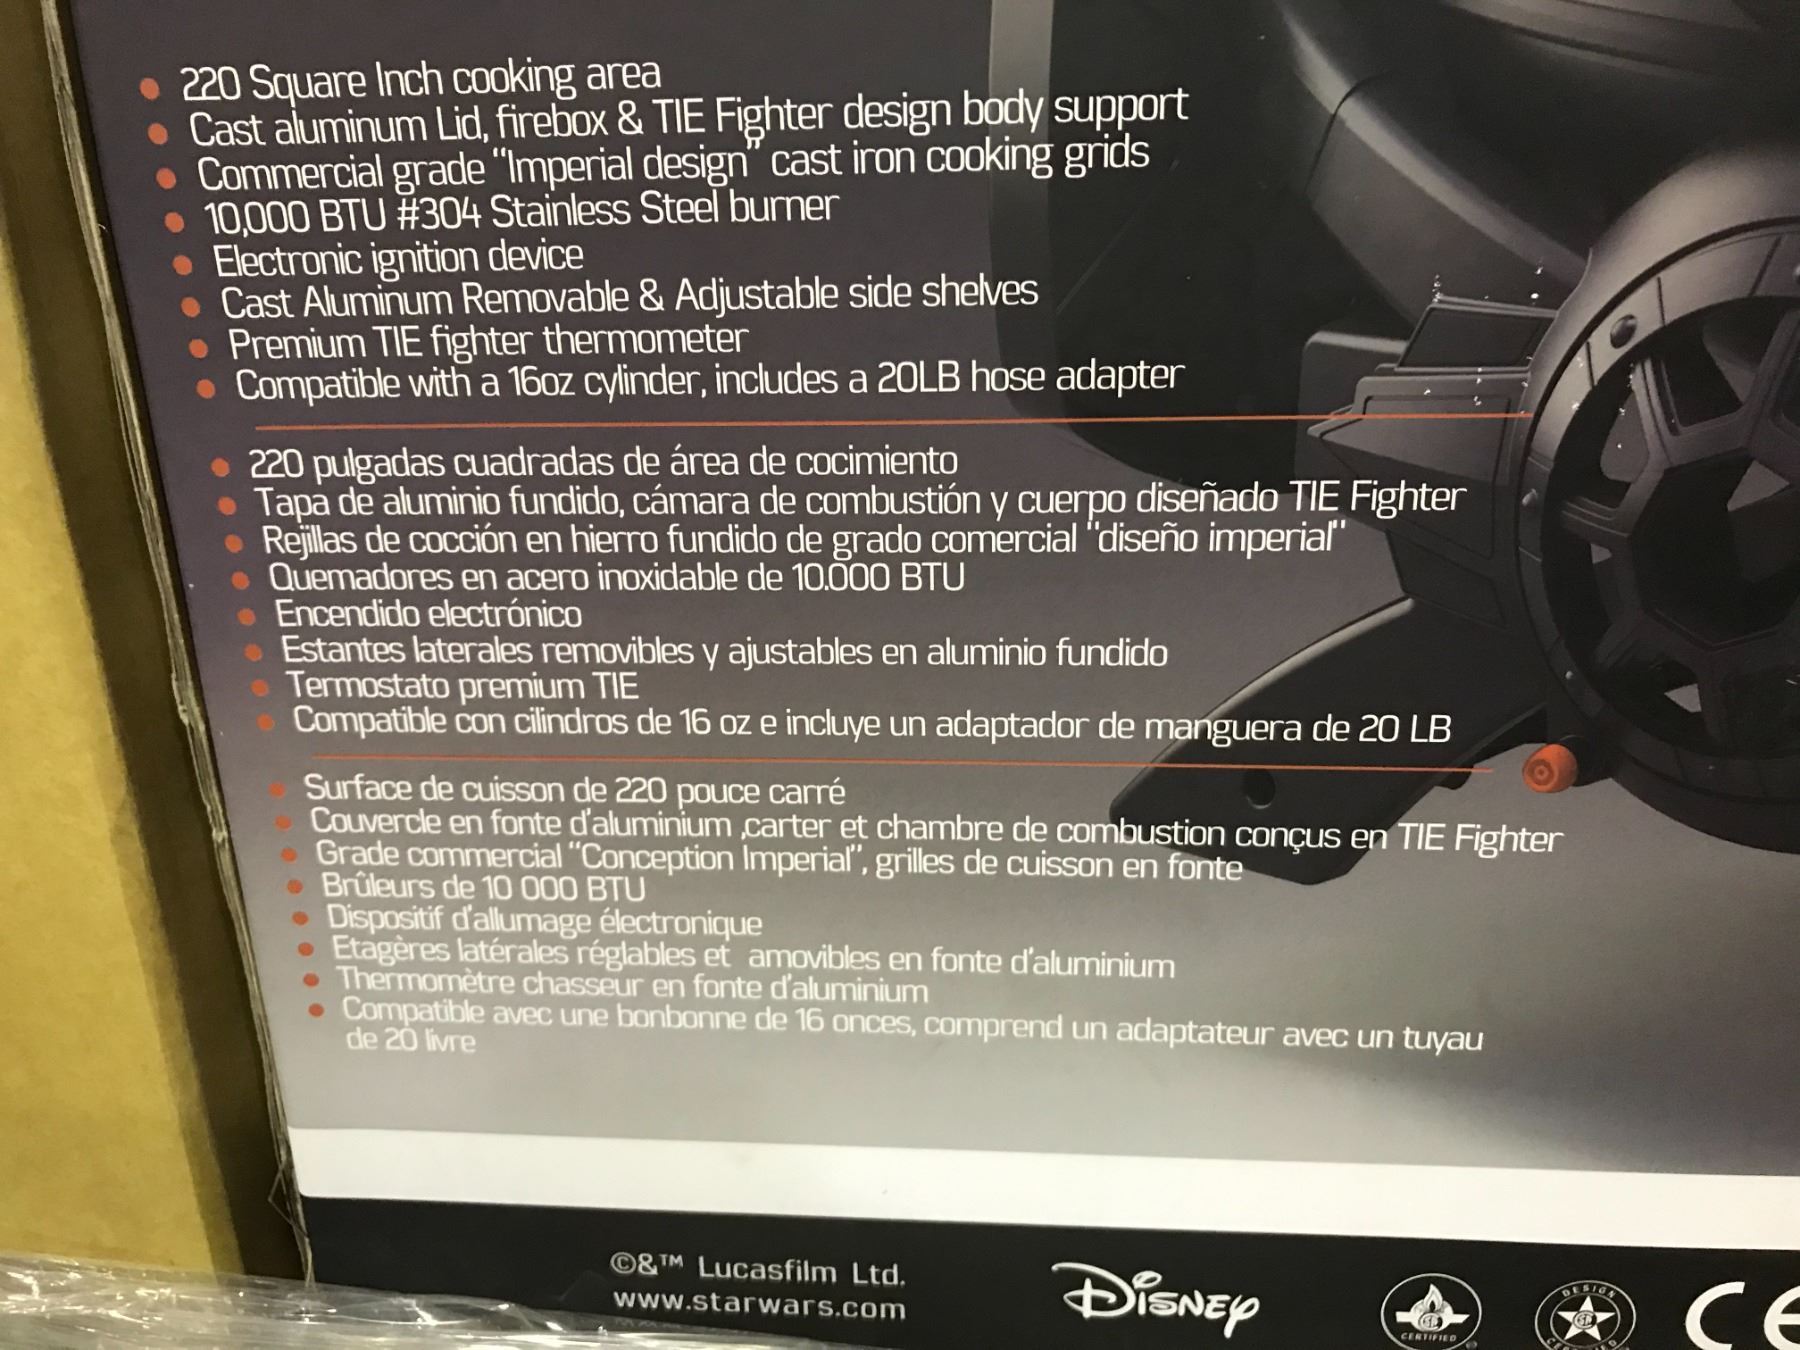 220 Square Inch cooking area
Cast aluminum Lid, firebox & TIE Fighter design body support
Commercial grade "Imperial design" cast iron cooking grids
10,000 BTU #304 Stainless Steel burner
Electronic ignition device
Cast Aluminum Removable & Adjustable side shelves
Premium TIE fighter thermometer
Compatible with a 16oz cylinder, includes a 20LB hose adapter
220 pulgadas cuadradas de área de cocimiento
Tapa de aluminio fundido, cámara de combustión y cuerpo diseñado TIE Fighter
Rejillas de cocción en hierro fundido de grado comercial "diseño imperial"
Quemadores en acero inoxidable de 10.000 BTU
Encendido electrónico
Estantes laterales removibles y ajustables en aluminio fundido
Termostato premium TIE
Compatible con cilindros de 16 oz e incluye un adaptador de manguera de 20 LB
Surface de cuisson de 220 pouce carré
Couvercle en fonte d'aluminium ,carter et chambre de combustion conçus en TIE Fighter
Grade commercial "Conception Imperial", grilles de cuisson en fonte
Brûleurs de 10 000 BTU
Dispositif d'allumage électronique
Etagères latérales réglables et amovibles en fonte d'aluminium
Thermomètre chasseur en fonte d'aluminium
Compatible avec une bonbonne de 16 onces, comprend un adaptateur avec un tuyau
de 20 livre
©&™ Lucasfilm Ltd.
www.starwars.com
Disney
CERTIFIED
DESIGN
CE